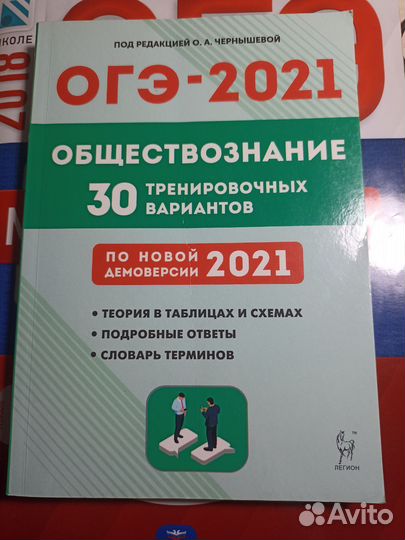 ПОД РЕДАКЦИЕЙ О. А. ЧЕРНЫШЕВОЙ
ОГЭ-2021
ОБЩЕСТВОЗНАНИЕ
30 ТРЕНИРОВОЧНЫХ
ВАРИАНТОВ
ПО НОВОЙ
ДЕМОВЕРСИИ 2021
• ТЕОРИЯ В ТАБЛИЦАХ И СХЕМАХ
• ПОДРОБНЫЕ ОТВЕТЫ
• СЛОВАРЬ ТЕРМИНОВ
TM
ЛЕГИОН
2018
Avito